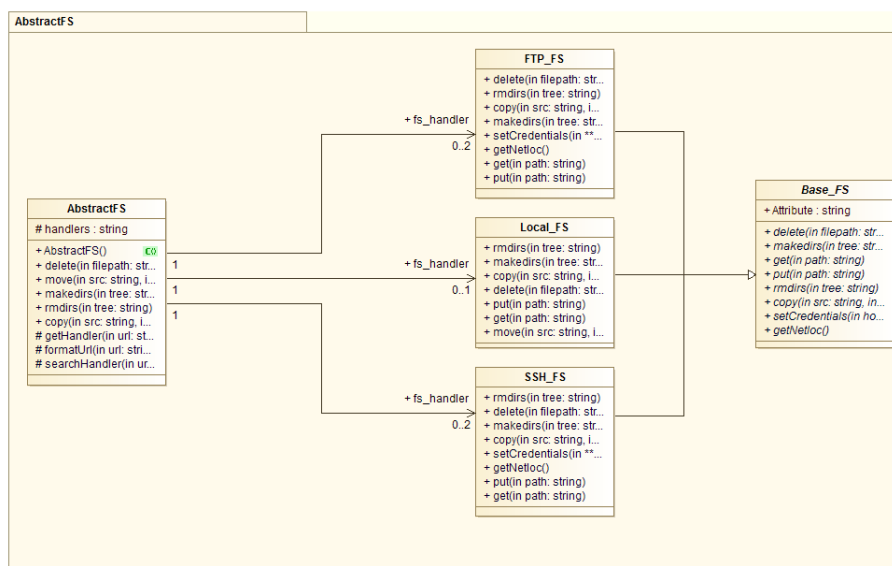 AbstractFS
FTP_FS
+ delete(in filepath: str...
+ rmdirs(in tree: string)
+ copy(in src: string, i...
+ makedirs(in tree: str...
+ setCredentials(in **...
+ getNetloc()
+ get(in path: string)
+ put(in path: string)
+ fs_handler
0..2
AbstractFS
# handlers : string
+ AbstractFS()
+ delete(in filepath: str...
+ move(in src: string, i...
+ makedirs(in tree: str...
+ rmdirs(in tree: string)
+ copy(in src: string, i...
# getHandler(in url: st...
# formatUrl(in url: stri...
# searchHandler(in ur...
1
1
1
Local_FS
+ rmdirs(in tree: string)
+ makedirs(in tree: str...
+ copy(in src: string, i...
+ delete(in filepath: str...
+ put(in path: string)
+ get(in path: string)
+ move(in src: string, i...
+ fs_handler
0..1
Base_FS
+ Attribute : string
+ delete(in filepath: str...
+ makedirs(in tree: str...
+ get(in path: string)
+ put(in path: string)
+ rmdirs(in tree: string)
+ copy(in src: string, in...
+ setCredentials(in ho...
+ getNetloc()
SSH_FS
+ rmdirs(in tree: string)
+ delete(in filepath: str...
+ makedirs(in tree: str...
+ copy(in src: string, i...
+ setCredentials(in **...
+ getNetloc()
+ put(in path: string)
+ get(in path: string)
+ fs_handler
0..2